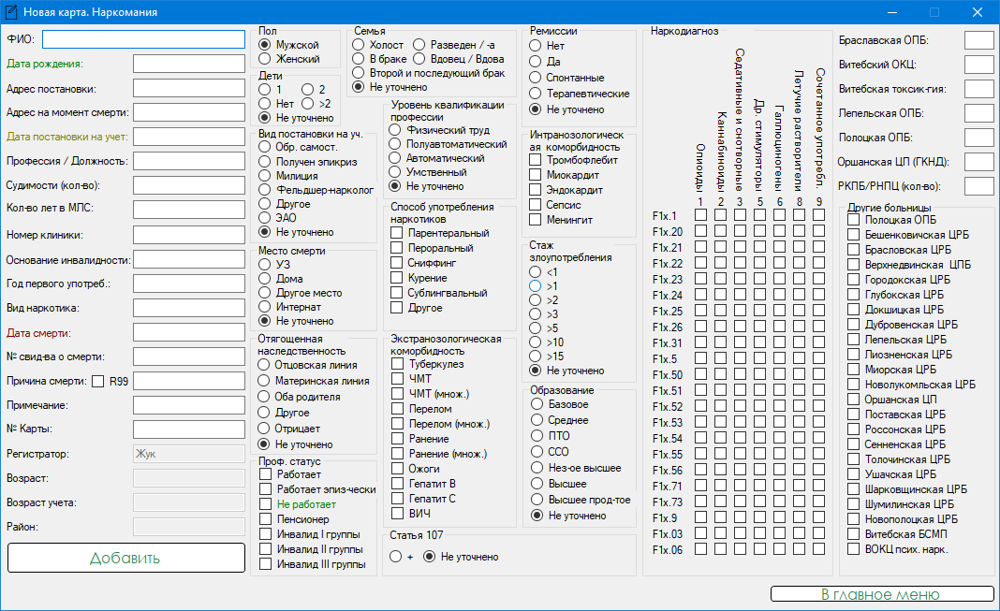 Новая карта. Наркомания
ФИО:
Дата рождения:
Адрес постановки:
Адрес на момент смерти:
Дата постановки на учет:
Профессия / Должность:
Судимости (кол-во):
Кол-во лет в МПС:
Номер клиники:
Основание инвалидности:
Год первого употреб.:
Вид наркотика:
Дата смерти:
№ свид-ва о смерти:
Причина смерти: R99
Примечание:
№ Карты:
Регистратор: Жук
Возраст:
Возраст учета:
Район:
Добавить
Пол
Мужской
Женский
Дети
1 2
Нет >2
Не уточнено
Вид постановки на уч.
Обр. самост.
Получен эпикриз
Милиция
Фельдшер-нарколог
Другое
ЭАО
Не уточнено
Место смерти
УЗ
Дома
Другое место
Интернат
Не уточнено
Отягощенная
наследственность
Отцовская линия
Материнская линия
Оба родителя
Другое
Отрицает
Не уточнено
Проф. статус
Работает
Работает эпиз-чески
Не работает
Пенсионер
Инвалид I группы
Инвалид II группы
Инвалид III группы
Семья
Холост Разведен / -а
В браке Вдовец / Вдова
Второй и последующий брак
Не уточнено
Уровень квалификации
профессии
Физический труд
Полуавтоматический
Автоматический
Умственный
Не уточнено
Способ употребления
наркотиков
Парентеральный
Пероральный
Сниффинг
Курение
Сублингвальный
Другое
Экстранозологическая
коморбидность
Туберкулез
ЧМТ
ЧМТ (множ.)
Перелом
Перелом (множ.)
Ранение
Ранение (множ.)
Ожоги
Гепатит B
Гепатит C
ВИЧ
Статья 107
+ Не уточнено
Ремиссии
Нет
Да
Спонтанные
Терапевтические
Не уточнено
Интранозологическ
ая коморбидность
Тромбофлебит
Миокардит
Эндокардит
Сепсис
Менингит
Стаж
злоупотребления
<1
>1
>2
>3
>5
>10
>15
Не уточнено
Образование
Базовое
Среднее
ПТО
ССО
Нез-ое высшее
Высшее
Высшее прод-тое
Не уточнено
Наркодиагноз
Опиоиды
Каннабиноиды
Седативные и снотворные
Др. стимуляторы
Галлюциногены
Летучие растворители
Сочетанное употребл.
1 2 3 5 6 8 9
F1x.1
F1x.20
F1x.21
F1x.22
F1x.23
F1x.24
F1x.25
F1x.26
F1x.31
F1x.5
F1x.50
F1x.51
F1x.52
F1x.53
F1x.54
F1x.55
F1x.56
F1x.71
F1x.73
F1x.9
F1x.03
F1x.06
Браславская ОПБ:
Витебский ОКЦ:
Витебская токсик-гия:
Лепельская ОПБ:
Полоцкая ОПБ:
Оршанская ЦП (ГКНД):
РКПБ/РНПЦ (кол-во):
Другие больницы
Полоцкая ОПБ
Бешенковичская ЦРБ
Браславская ЦРБ
Верхнедвинская ЦПБ
Городокская ЦРБ
Глубокская ЦРБ
Докшицкая ЦРБ
Дубровенская ЦРБ
Лепельская ЦРБ
Лиозненская ЦРБ
Миорская ЦРБ
Новолукомльская ЦРБ
Оршанская ЦП
Поставская ЦРБ
Россонская ЦРБ
Сенненская ЦРБ
Толочинская ЦРБ
Ушачская ЦРБ
Шарковщинская ЦРБ
Шумилинская ЦРБ
Новополоцкая ЦРБ
Витебская БСМП
ВОКЦ псих. нарк.
В главное меню